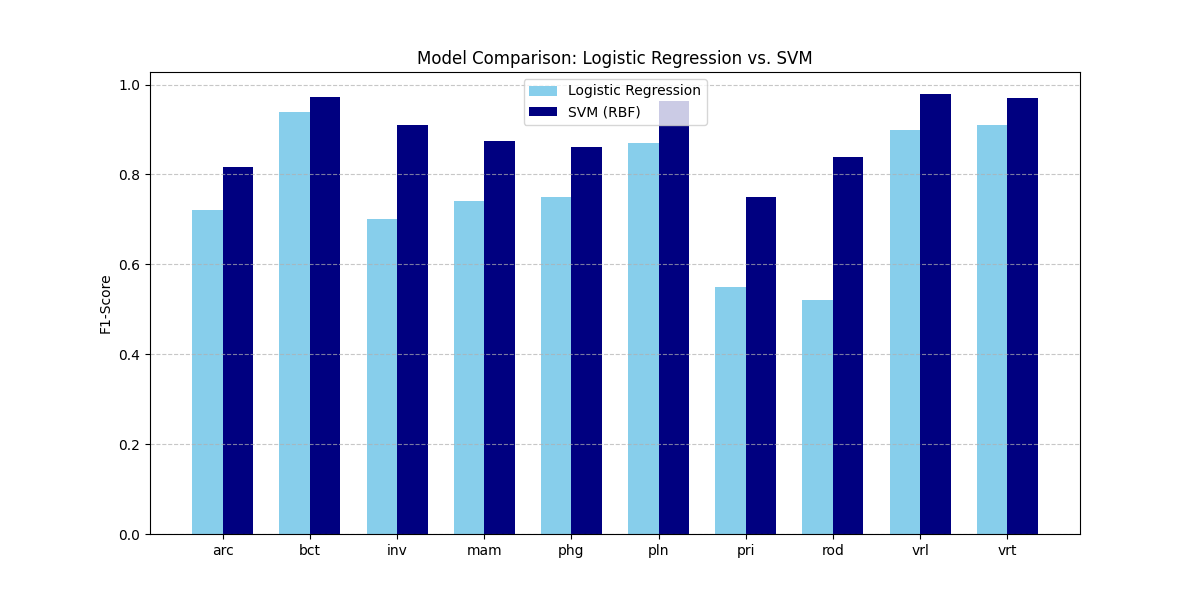 Model Comparison: Logistic Regression vs. SVM
Logistic Regression
SVM (RBF)
F1-Score
1.0
0.8
0.6
0.4
0.2
0.0
arc bct inv mam phg pln pri rod vrl vrt